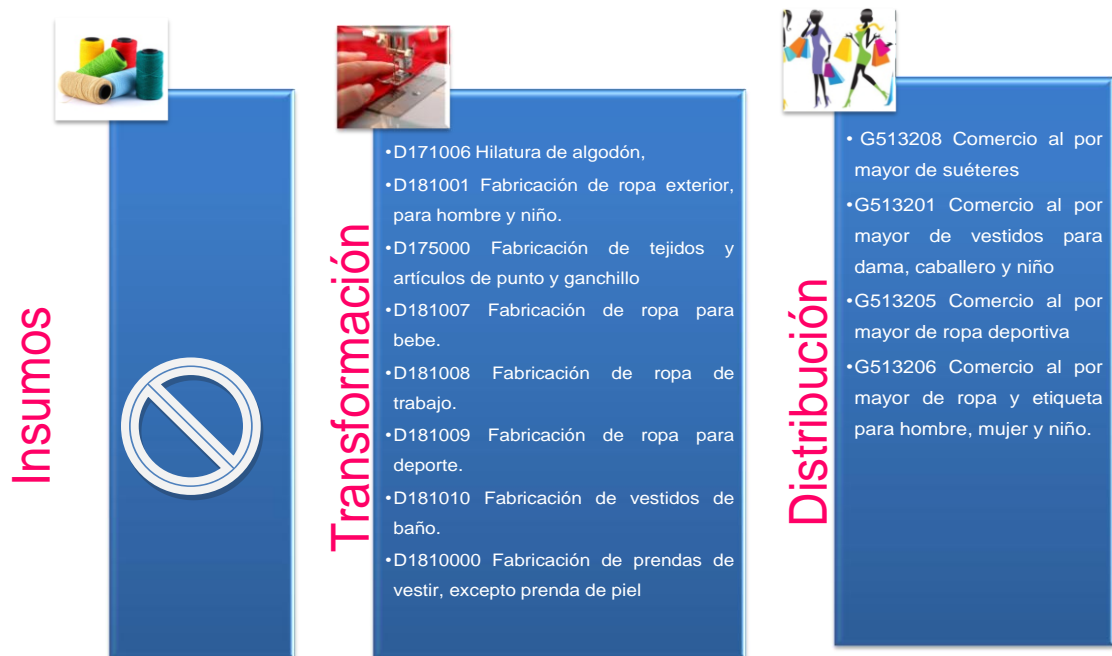 Insumos
Transformación
•D171006 Hilatura de algodón,
•D181001 Fabricación de ropa exterior,
para hombre y niño.
•D175000 Fabricación de tejidos y
artículos de punto y ganchillo
•D181007 Fabricación de ropa para
bebe.
•D181008 Fabricación de ropa de
trabajo.
•D181009 Fabricación de ropa para
deporte.
•D181010 Fabricación de vestidos de
baño.
•D1810000 Fabricación de prendas de
vestir, excepto prenda de piel
Distribución
• G513208 Comercio al por
mayor de suéteres
•G513201 Comercio al por
mayor de vestidos para
dama, caballero y niño
•G513205 Comercio al por
mayor de ropa deportiva
•G513206 Comercio al por
mayor de ropa y etiqueta
para hombre, mujer y niño.